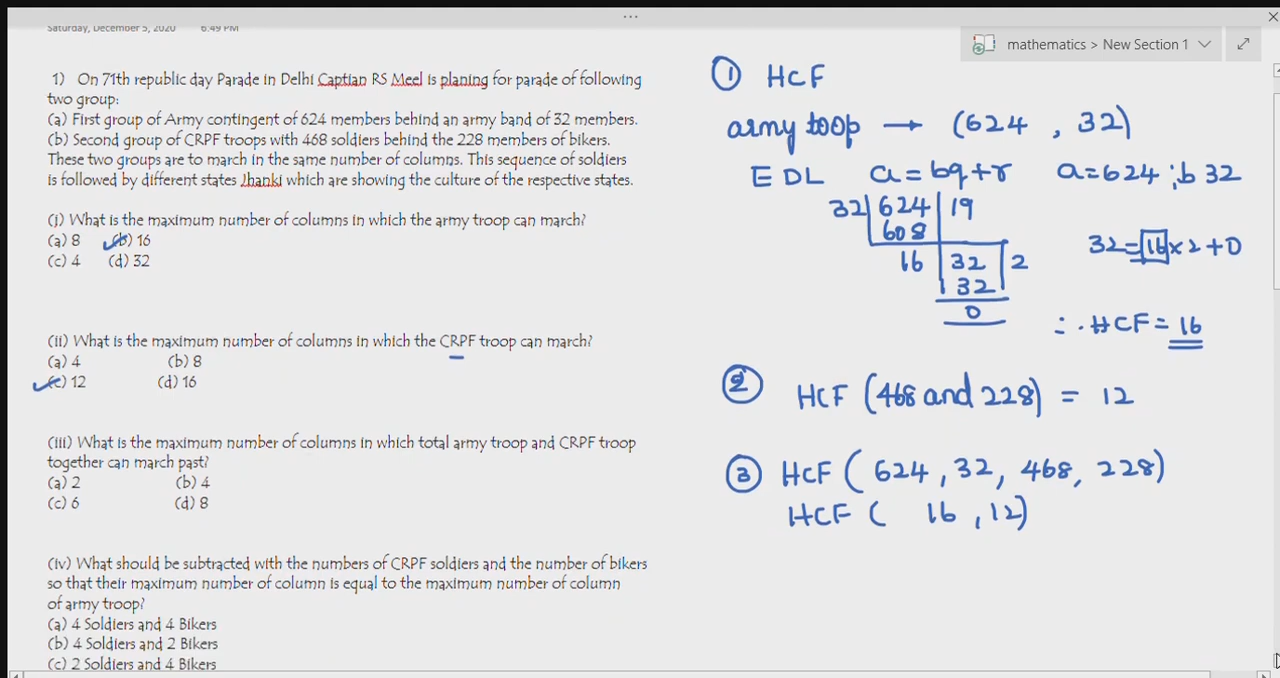 Saturday, December 5, 2020 6:49 PM
mathematics > New Section 1
1) On 71th republic day Parade in Delhi Captian RS Meel is planing for parade of following
two group:
(a) First group of Army contingent of 624 members behind an army band of 32 members.
(b) Second group of CRPF troops with 468 soldiers behind the 228 members of bikers.
These two groups are to march in the same number of columns. This sequence of soldiers
is followed by different states Jhanki which are showing the culture of the respective states.
(i) What is the maximum number of columns in which the army troop can march?
(a) 8 (b) 16
(c) 4 (d) 32
(ii) What is the maximum number of columns in which the CRPF troop can march?
(a) 4 (b) 8
(c) 12 (d) 16
(iii) What is the maximum number of columns in which total army troop and CRPF troop
together can march past?
(a) 2 (b) 4
(c) 6 (d) 8
(iv) What should be subtracted with the numbers of CRPF soldiers and the number of bikers
so that their maximum number of column is equal to the maximum number of column
of army troop?
(a) 4 Soldiers and 4 Bikers
(b) 4 Soldiers and 2 Bikers
(c) 2 Soldiers and 4 Bikers
① HCF
army toop → (624 , 32)
EDL a = bq + r a = 624 ; b 32
32 624 19
608
16 32 2
32
0
32 = 16 × 2 + 0
∴ HCF = 16
② HCF (468 and 228) = 12
③ HCF ( 624 , 32, 468, 228)
HCF ( 16 , 12)